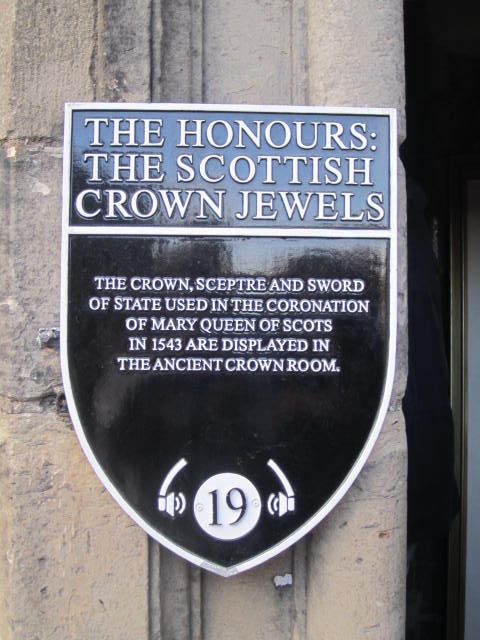 THE HONOURS:
THE SCOTTISH
CROWN JEWELS
THE CROWN, SCEPTRE AND SWORD
OF STATE USED IN THE CORONATION
OF MARY QUEEN OF SCOTS
IN 1543 ARE DISPLAYED IN
THE ANCIENT CROWN ROOM.
19